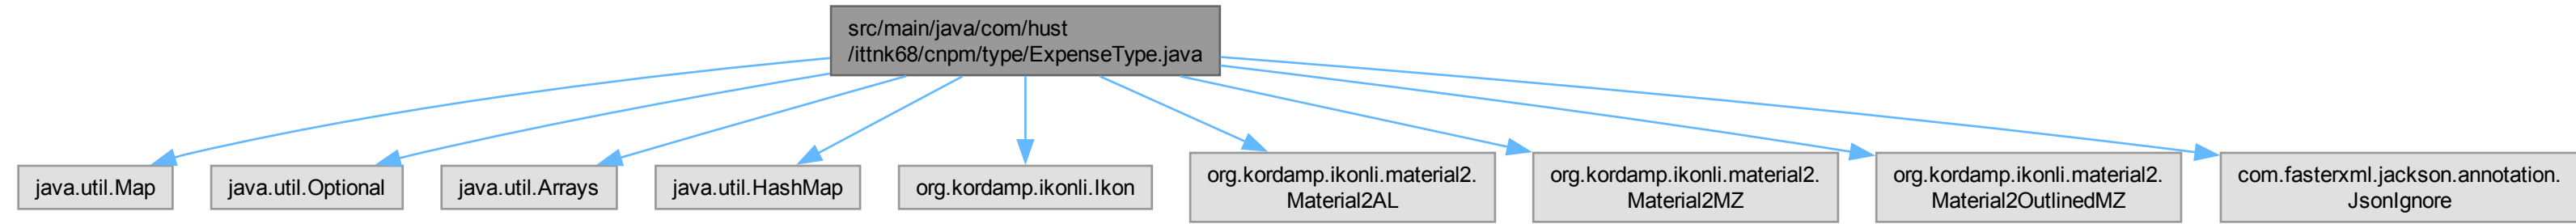 src/main/java/com/hust
/ittnk68/cnpm/type/ExpenseType.java
java.util.Map
java.util.Optional
java.util.Arrays
java.util.HashMap
org.kordamp.ikonli.Ikon
org.kordamp.ikonli.material2.
Material2AL
org.kordamp.ikonli.material2.
Material2MZ
org.kordamp.ikonli.material2.
Material2OutlinedMZ
com.fasterxml.jackson.annotation.
JsonIgnore